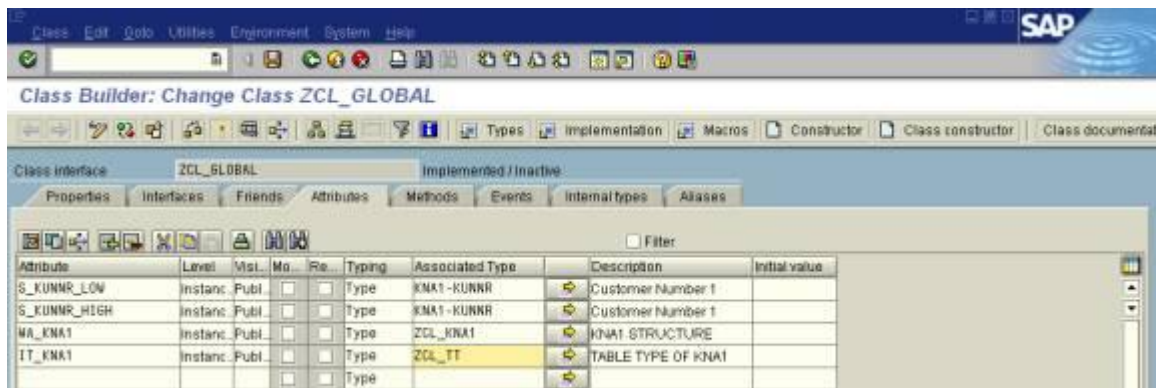 Class Edit Goto Utilities Environment System Help
SAP
Class Builder: Change Class ZCL_GLOBAL
Types Implementation Macros Constructor Class constructor Class documentat
Class interface ZCL_GLOBAL Implemented / Inactive
Properties Interfaces Friends Attributes Methods Events Internal types Aliases
Filter
Attribute Level Visi... Mo... Re... Typing Associated Type Description Initial value
S_KUNNR_LOW Instanc.. Publ.. Type KNA1-KUNNR Customer Number 1
S_KUNNR_HIGH Instanc.. Publ.. Type KNA1-KUNNR Customer Number 1
WA_KNA1 Instanc.. Publ.. Type ZCL_KNA1 KNA1 STRUCTURE
IT_KNA1 Instanc.. Publ.. Type ZCL_TT TABLE TYPE OF KNA1
Type